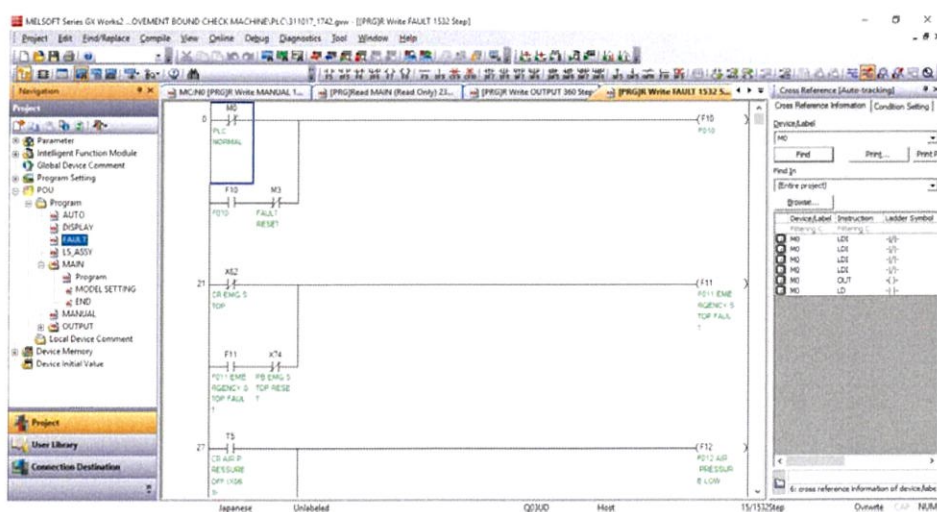 MELSOFT Series GX Works2 ...OVEMENT BOUND CHECK MACHINE\PLC\311017_1742.gxw - [[PRG]R Write FAULT 1532 Step]
Project Edit Find/Replace Compile View Online Debug Diagnostics Tool Window Help
Navigation
MC:N0 [PRG]R Write MANUAL 1...
[PRG]Read MAIN (Read Only) 23...
[PRG]R Write OUTPUT 360 Step
[PRG]R Write FAULT 1532 S...
Cross Reference [Auto-tracking]
Project
Parameter
Intelligent Function Module
Global Device Comment
Program Setting
POU
Program
AUTO
DISPLAY
FAULT
LS_ASSY
MAIN
Program
MODEL SETTING
END
MANUAL
OUTPUT
Local Device Comment
Device Memory
Device Initial Value
Project
User Library
Connection Destination
0
M0
PLC
NORMAL
F10
F010
F10
F010
M3
FAULT
RESET
21
X62
CR EMG S
TOP
F11
F011 EME
RGENCY S
TOP FAUL
T
F11
F011 EME
RGENCY S
TOP FAUL
T
X74
PB EMG S
TOP RESE
T
27
T5
CR AIR P
RESSURE
OFF (X66
F12
F012 AIR
PRESSUR
E LOW
Cross Reference Information
Condition Setting
Device/Label
M0
Find
Print...
Print P
Find In
(Entire project)
Browse...
Device/Label Instruction Ladder Symbol
M0 LDI -|/|-
M0 LDI -|/|-
M0 LDI -|/|-
M0 LDI -|/|-
M0 OUT -( )-
M0 LD -| |-
6: cross reference information of device/labe
Japanese
Unlabeled
Q03UD
Host
15/1532Step
Ovrwrte
CAP
NUM